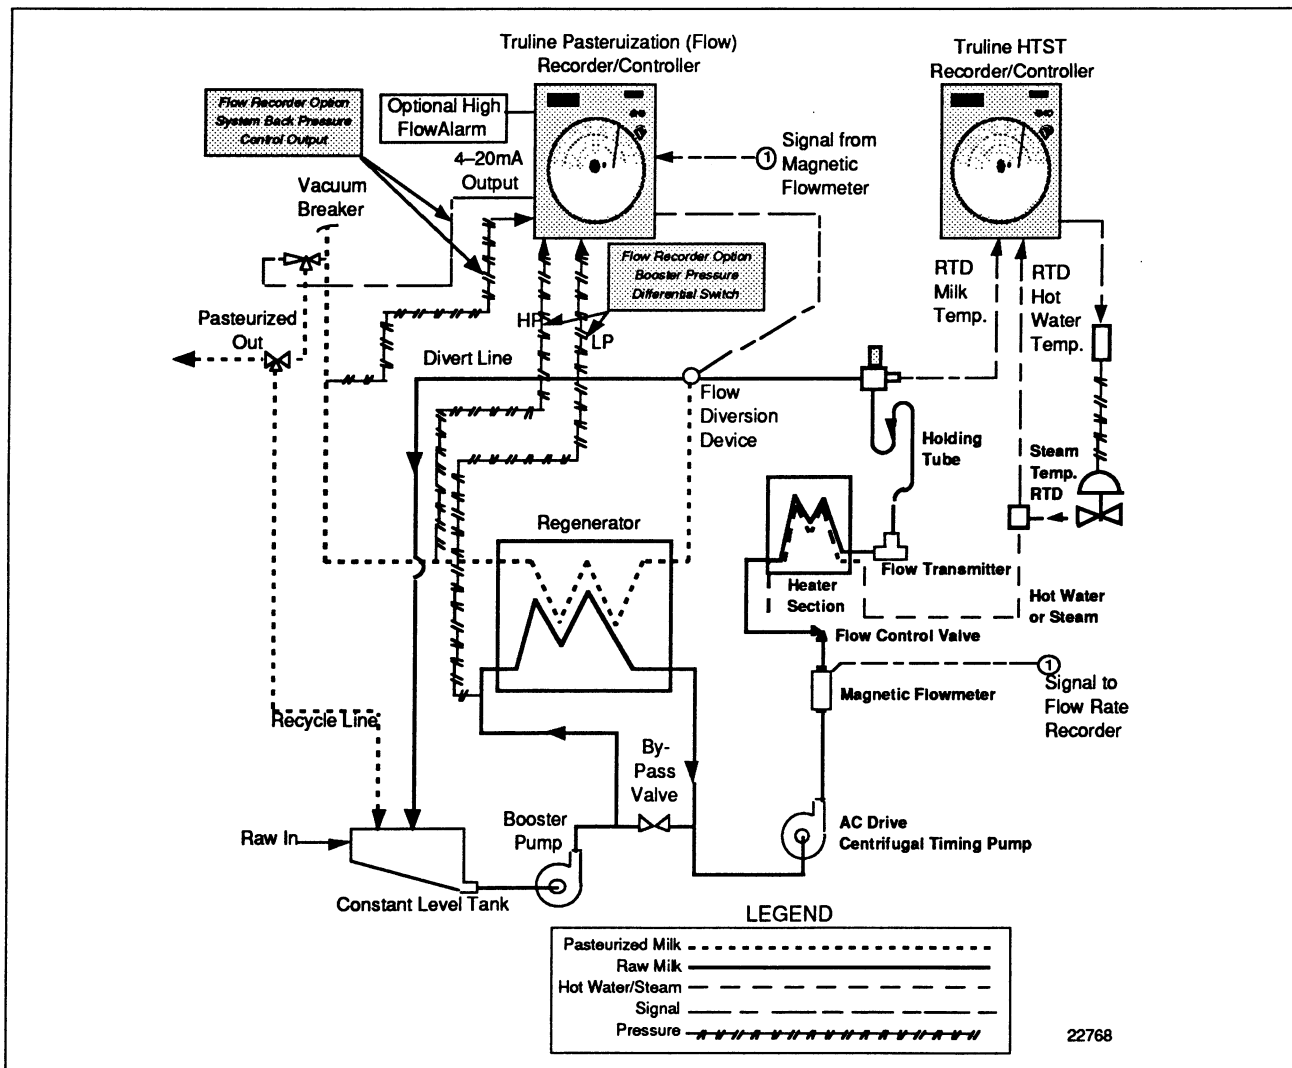 Truline Pasteruization (Flow)
Recorder/Controller
Truline HTST
Recorder/Controller
Flow Recorder Option
System Back Pressure
Control Output
Optional High
FlowAlarm
4–20mA
Output
1
Signal from
Magnetic
Flowmeter
Vacuum
Breaker
Flow Recorder Option
Booster Pressure
Differential Switch
RTD
Milk
Temp.
RTD
Hot
Water
Temp.
Pasteurized
Out
HP
LP
Divert Line
Flow
Diversion
Device
Holding
Tube
Steam
Temp.
RTD
Regenerator
Heater
Section
Flow Transmitter
Hot Water
or Steam
Flow Control Valve
Magnetic Flowmeter
1
Signal to
Flow Rate
Recorder
Recycle Line
By-
Pass
Valve
Raw In
Booster
Pump
AC Drive
Centrifugal Timing Pump
Constant Level Tank
LEGEND
Pasteurized Milk
Raw Milk
Hot Water/Steam
Signal
Pressure
22768